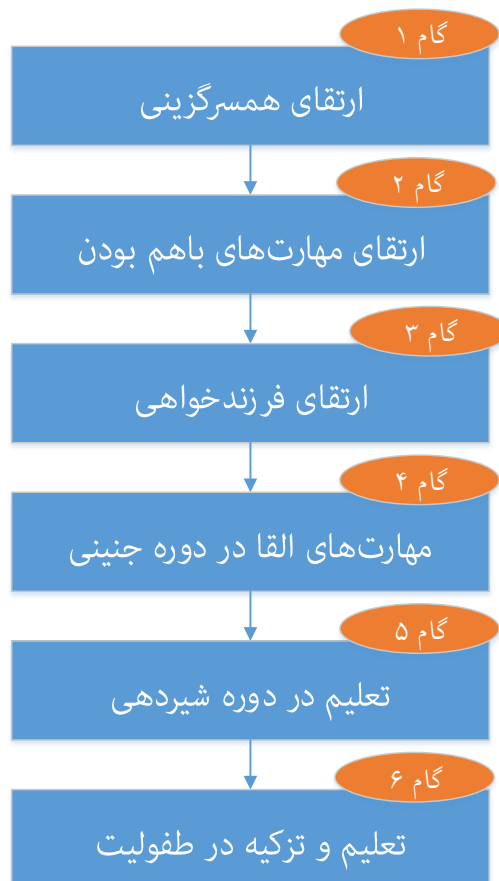 گام ۱
ارتقای همسرگزینی
گام ۲
ارتقای مهارت‌های باهم بودن
گام ۳
ارتقای فرزندخواهی
گام ۴
مهارت‌های القا در دوره جنینی
گام ۵
تعلیم در دوره شیردهی
گام ۶
تعلیم و تزکیه در طفولیت